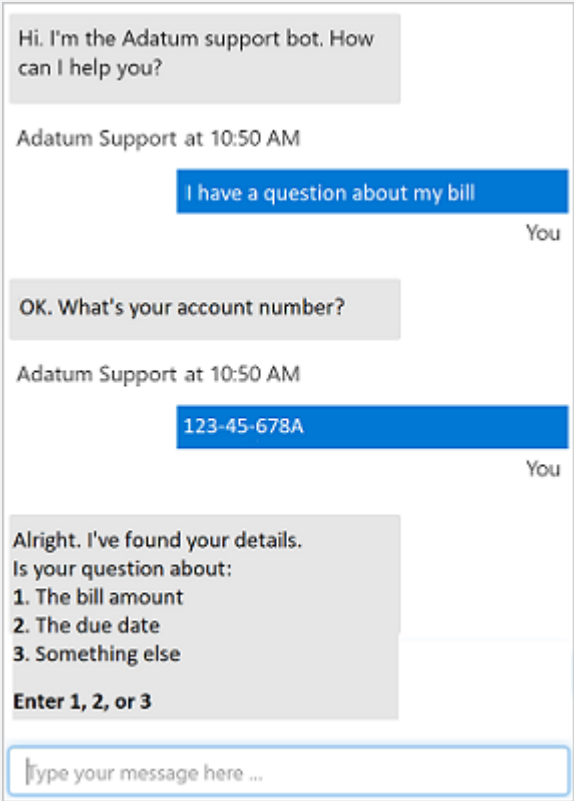 Hi. I'm the Adatum support bot. How
can I help you?
Adatum Support at 10:50 AM
I have a question about my bill
You
OK. What's your account number?
Adatum Support at 10:50 AM
123-45-678A
You
Alright. I've found your details.
Is your question about:
1. The bill amount
2. The due date
3. Something else
Enter 1, 2, or 3
Type your message here ...